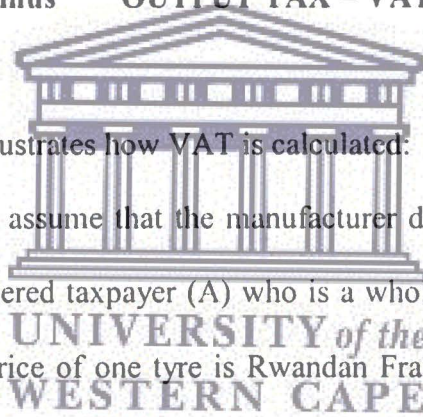 OUTPUT TAX - VAT
ustrates how VAT is calculated:
assume that the manufacturer d
ered taxpayer (A) who is a who
UNIVERSITY of the
rice of one tyre is Rwandan Fra
WESTERN CAPE